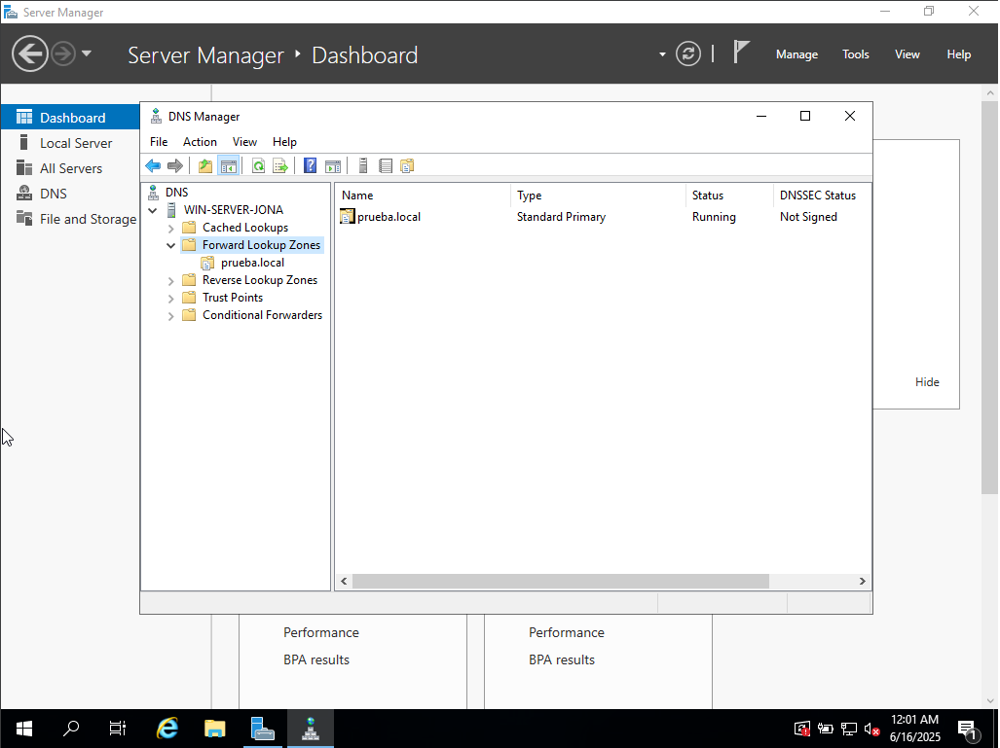 Server Manager
Server Manager ‣ Dashboard
Manage Tools View Help
Dashboard
Local Server
All Servers
DNS
File and Storage
DNS Manager
File Action View Help
DNS
WIN-SERVER-JONA
Cached Lookups
Forward Lookup Zones
prueba.local
Reverse Lookup Zones
Trust Points
Conditional Forwarders
Name Type Status DNSSEC Status
prueba.local Standard Primary Running Not Signed
Hide
Performance Performance
BPA results BPA results
12:01 AM
6/16/2025
1